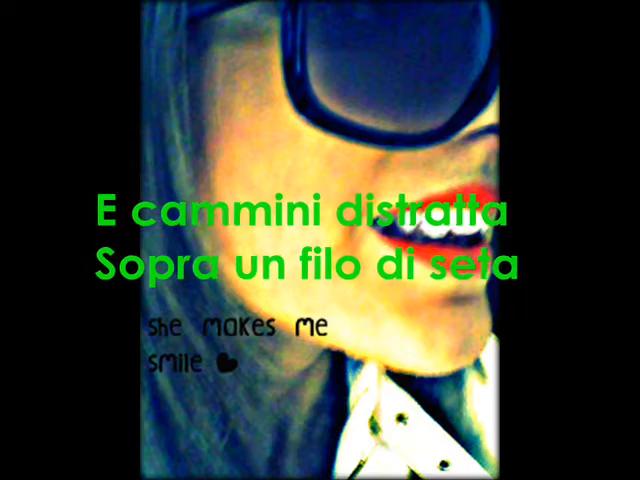 E cammini distratta
Sopra un filo di seta
she makes me
smile ❤